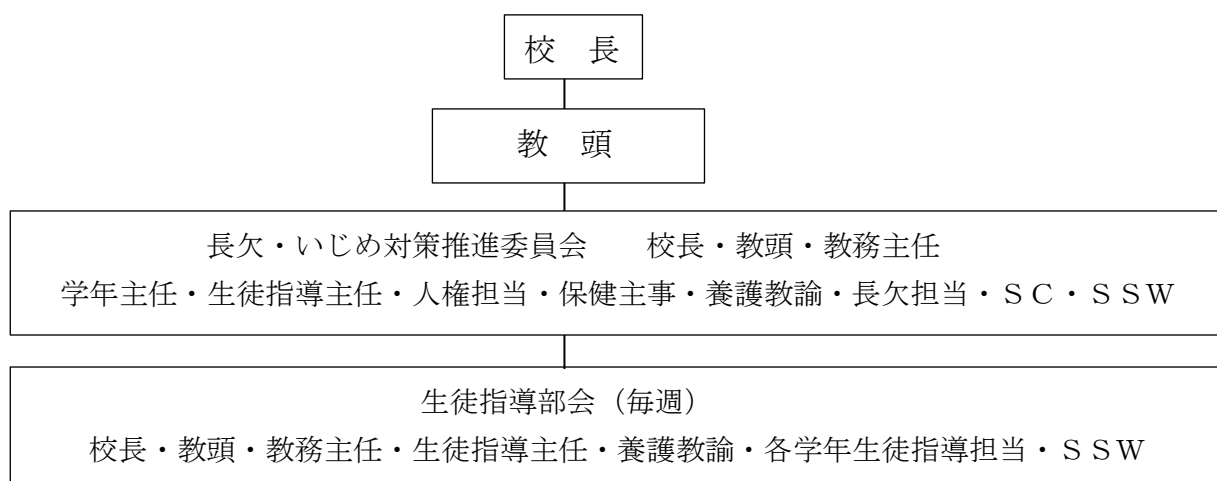 校　長
教　頭
長欠・いじめ対策推進委員会　　校長・教頭・教務主任
学年主任・生徒指導主任・人権担当・保健主事・養護教諭・長欠担当・ＳＣ・ＳＳＷ
生徒指導部会（毎週）
校長・教頭・教務主任・生徒指導主任・養護教諭・各学年生徒指導担当・ＳＳＷ